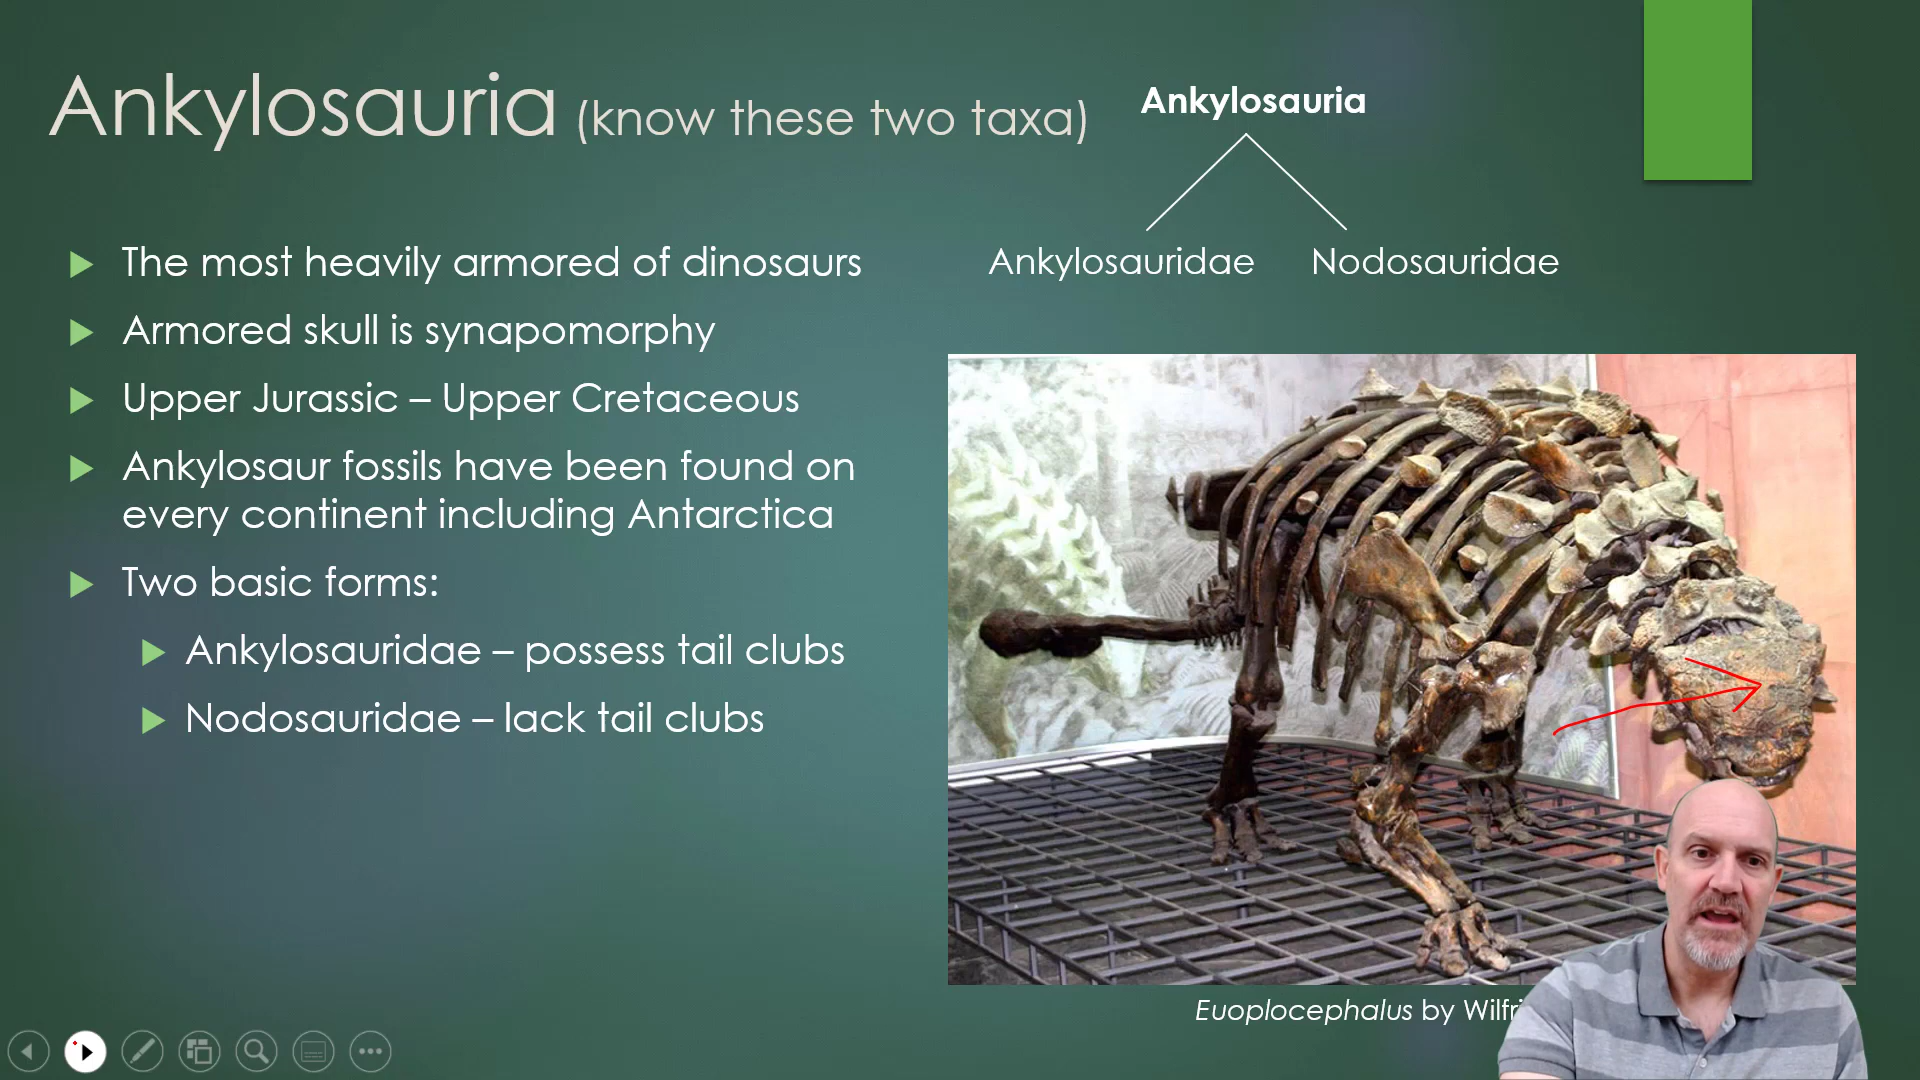 Ankylosauria (know these two taxa)
Ankylosauria
Ankylosauridae Nodosauridae
The most heavily armored of dinosaurs
Armored skull is synapomorphy
Upper Jurassic – Upper Cretaceous
Ankylosaur fossils have been found on
every continent including Antarctica
Two basic forms:
Ankylosauridae – possess tail clubs
Nodosauridae – lack tail clubs
Euoplocephalus by